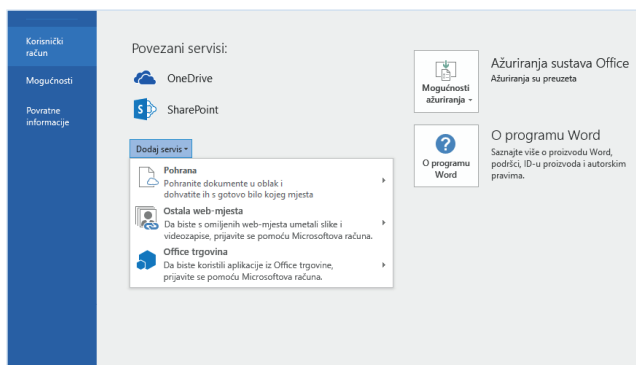 Korisnički
račun
Mogućnosti
Povratne
informacije
Povezani servisi:
OneDrive
SharePoint
Dodaj servis
Pohrana
Pohranite dokumente u oblak i
dohvatite ih s gotovo bilo kojeg mjesta
Ostala web-mjesta
Da biste s omiljenih web-mjesta umetali slike i
videozapise, prijavite se pomoću Microsoftova računa.
Office trgovina
Da biste koristili aplikacije iz Office trgovine,
prijavite se pomoću Microsoftova računa.
Mogućnosti
ažuriranja
Ažuriranja sustava Office
Ažuriranja su preuzeta
O programu
Word
O programu Word
Saznajte više o proizvodu Word,
podršci, ID-u proizvoda i autorskim
pravima.